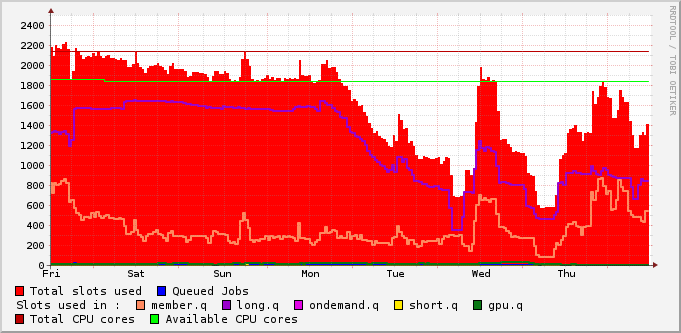 RRDTOOL / TOBI OETIKER
2400
2200
2000
1800
1600
1400
1200
1000
800
600
400
200
0
Fri Sat Sun Mon Tue Wed Thu
Total slots used Queued Jobs
Slots used in : member.q long.q ondemand.q short.q gpu.q
Total CPU cores Available CPU cores